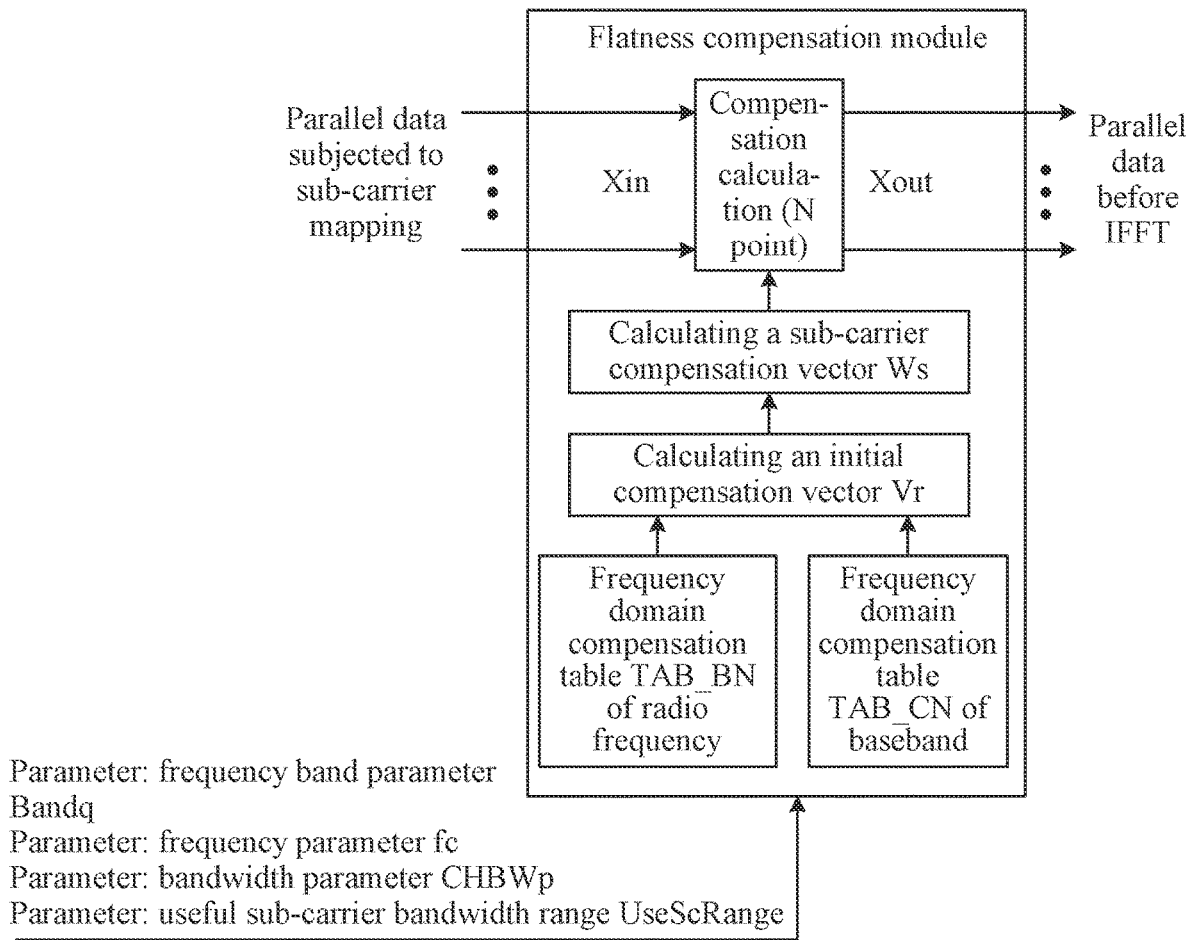 Flatness compensation module
Parallel data
subjected to
sub-carrier
mapping
Xin
Compen-
sation
calcula-
tion (N
point)
Xout
Parallel
data
before
IFFT
Calculating a sub-carrier
compensation vector Ws
Calculating an initial
compensation vector Vr
Frequency
domain
compensation
table TAB_BN
of radio
frequency
Frequency
domain
compensation
table
TAB_CN of
baseband
Parameter: frequency band parameter
Bandq
Parameter: frequency parameter fc
Parameter: bandwidth parameter CHBWp
Parameter: useful sub-carrier bandwidth range UseScRange